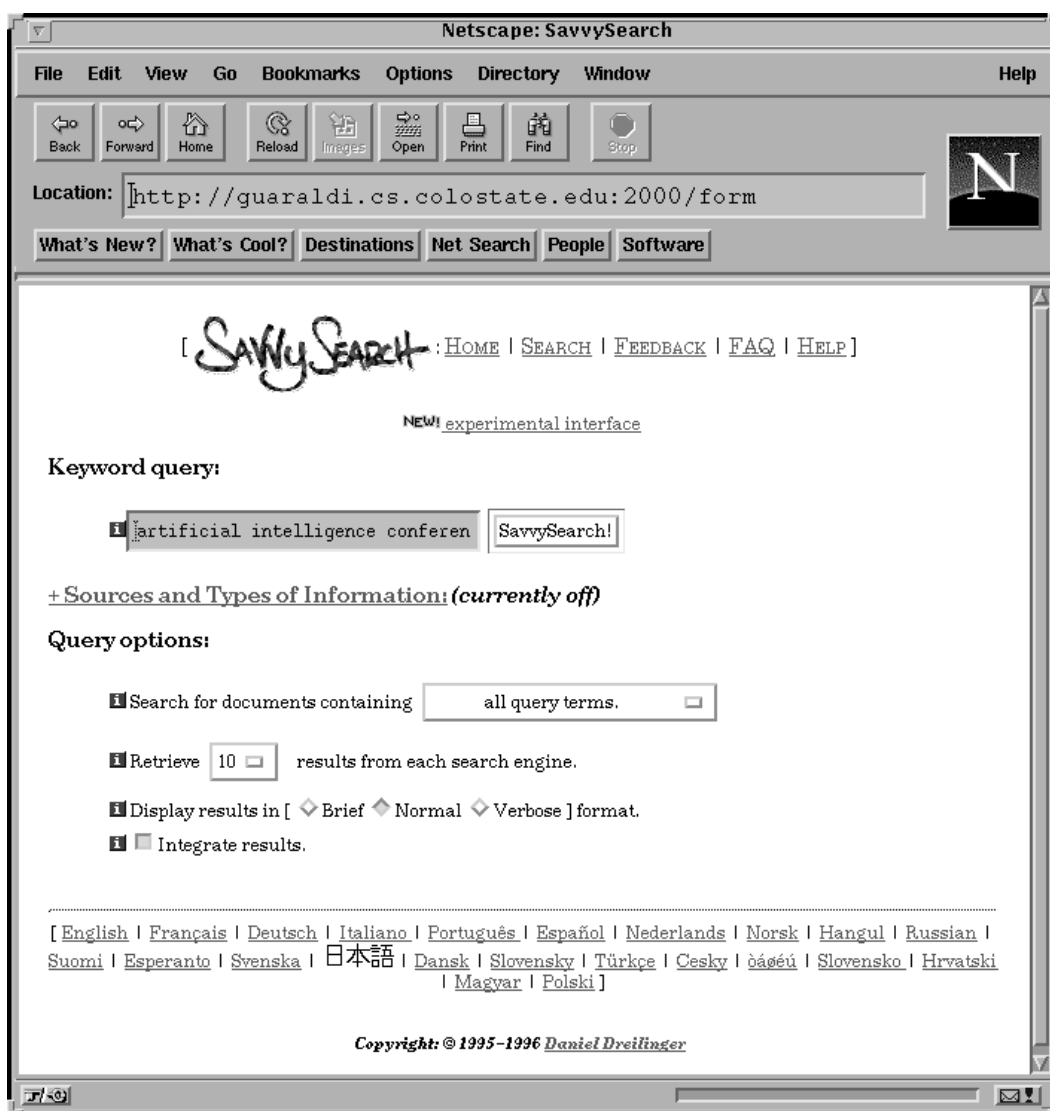 Netscape: SavvySearch
File Edit View Go Bookmarks Options Directory Window Help
Back Forward Home Reload Images Open Print Find Stop
N
Location: http://guaraldi.cs.colostate.edu:2000/form
What's New? What's Cool? Destinations Net Search People Software
[ SavvySearch : Home | Search | Feedback | FAQ | Help ]
NEW! experimental interface
Keyword query:
artificial intelligence conferen SavvySearch!
+ Sources and Types of Information: (currently off)
Query options:
Search for documents containing all query terms.
Retrieve 10 results from each search engine.
Display results in [ Brief Normal Verbose ] format.
Integrate results.
[ English | Français | Deutsch | Italiano | Português | Español | Nederlands | Norsk | Hangul | Russian |
Suomi | Esperanto | Svenska | 日本語 | Dansk | Slovensky | Türkçe | Cesky | òáøéú | Slovensko | Hrvatski
| Magyar | Polski ]
Copyright: © 1995-1996 Daniel Dreilinger